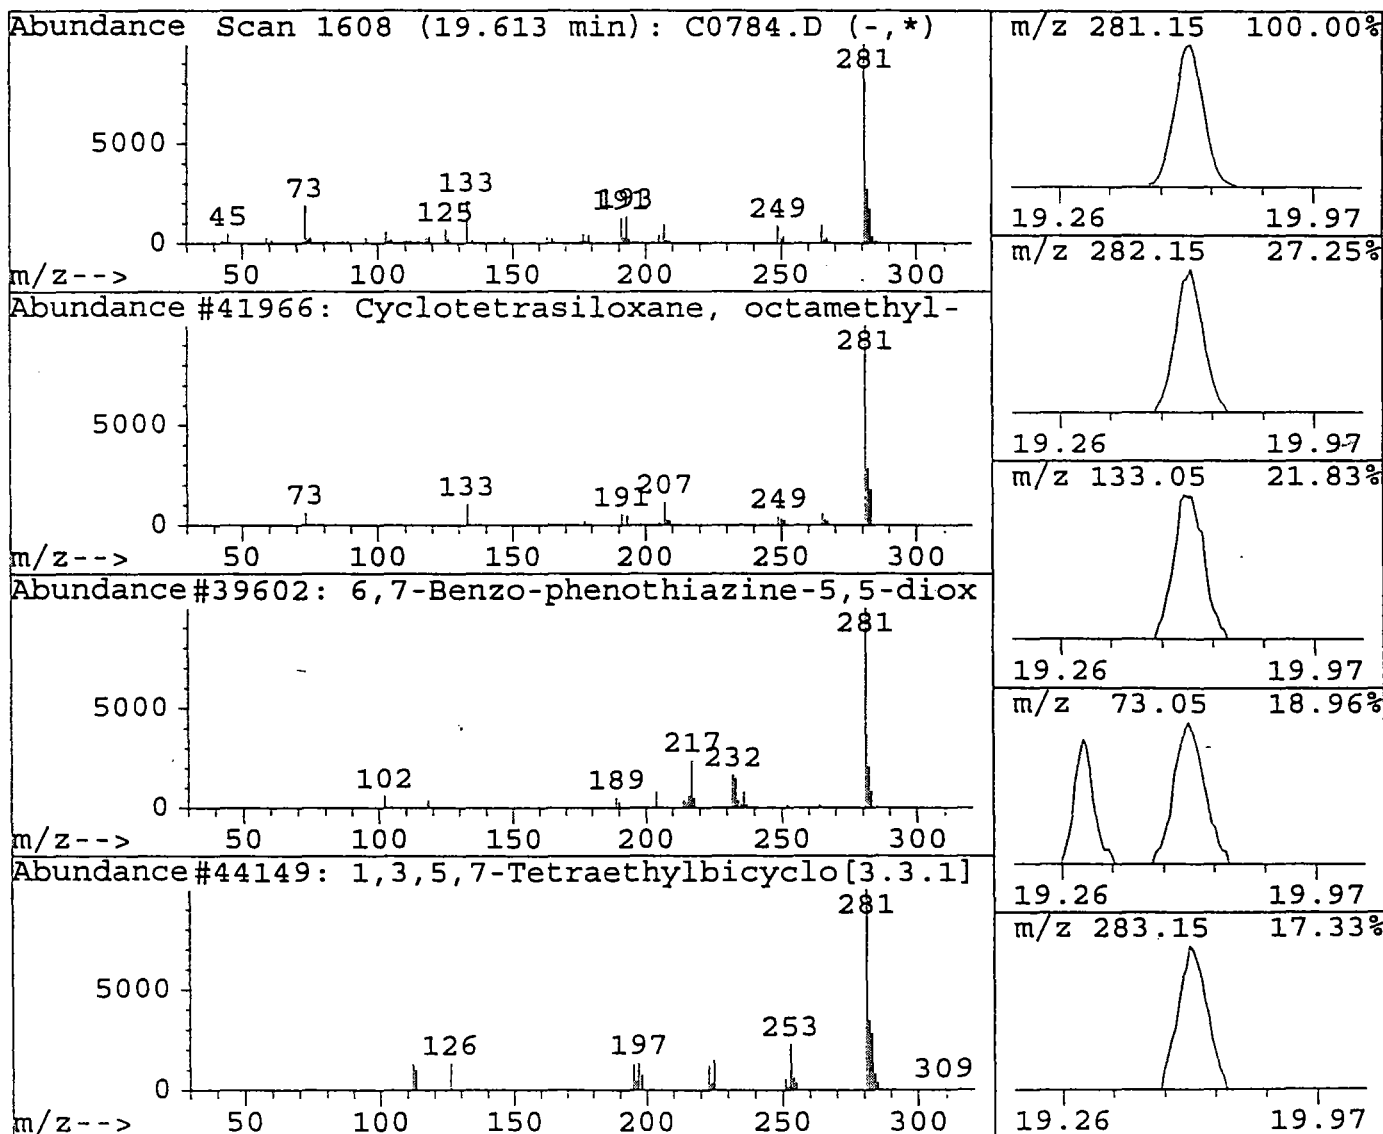 Abundance Scan 1608 (19.613 min): C0784.D (-,*)
281
5000
73
133
45
125
191
193
249
0
m/z--> 50 100 150 200 250 300
Abundance #41966: Cyclotetrasiloxane, octamethyl-
281
5000
73
133
191
207
249
0
m/z--> 50 100 150 200 250 300
Abundance #39602: 6,7-Benzo-phenothiazine-5,5-diox
281
5000
102
189
217
232
0
m/z--> 50 100 150 200 250 300
Abundance #44149: 1,3,5,7-Tetraethylbicyclo[3.3.1]
281
5000
126
197
253
309
0
m/z--> 50 100 150 200 250 300
m/z 281.15 100.00%
19.26 19.97
m/z 282.15 27.25%
19.26 19.97
m/z 133.05 21.83%
19.26 19.97
m/z 73.05 18.96%
19.26 19.97
m/z 283.15 17.33%
19.26 19.97